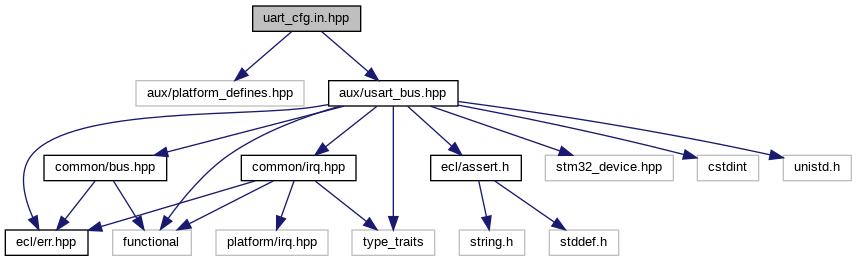 uart_cfg.in.hpp
aux/platform_defines.hpp
aux/usart_bus.hpp
common/bus.hpp
common/irq.hpp
ecl/assert.h
stm32_device.hpp
cstdint
unistd.h
ecl/err.hpp
functional
platform/irq.hpp
type_traits
string.h
stddef.h